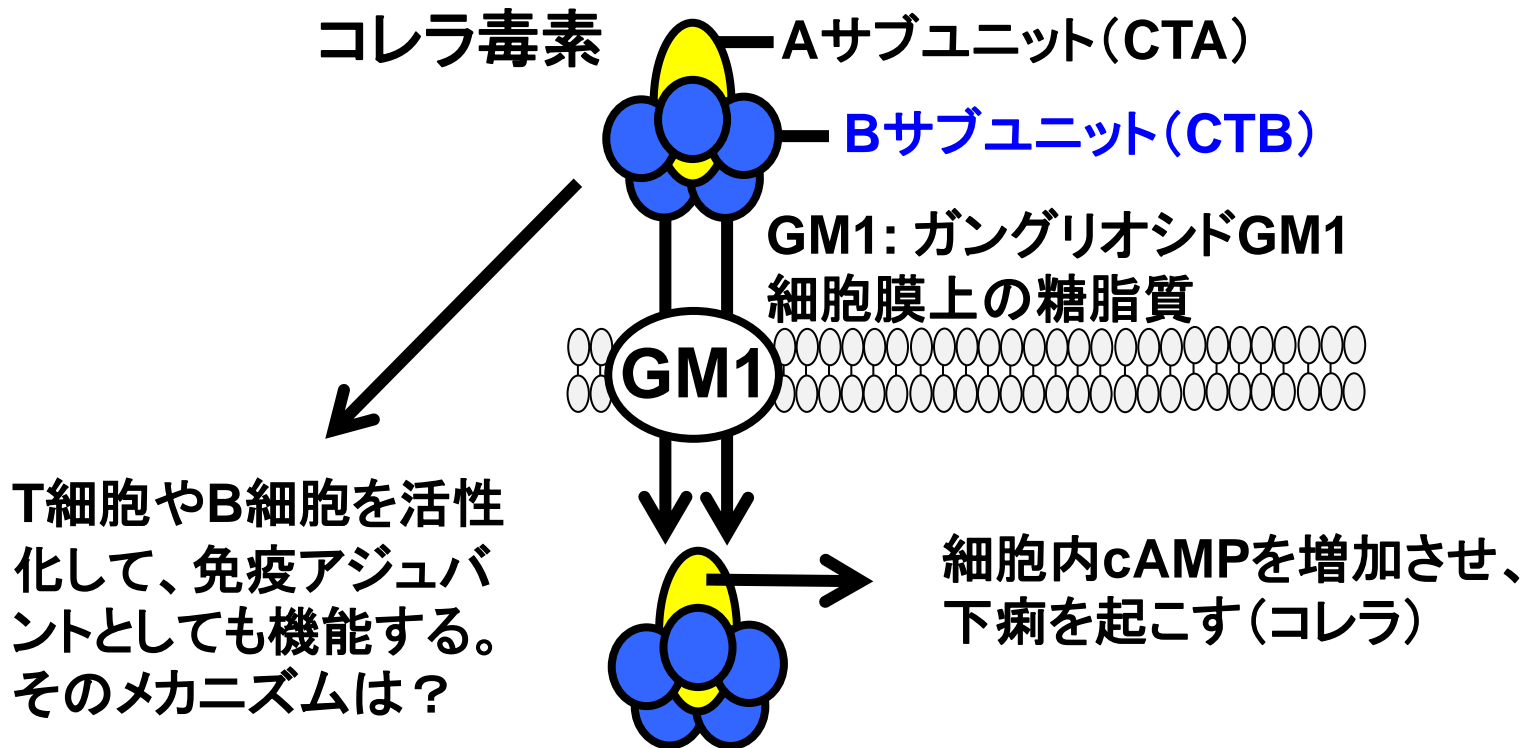 コレラ毒素
Aサブユニット（CTA）
Bサブユニット（CTB）
GM1: ガングリオシドGM1
細胞膜上の糖脂質
GM1
T細胞やB細胞を活性
化して、免疫アジュバ
ントとしても機能する。
そのメカニズムは？
細胞内cAMPを増加させ、
下痢を起こす（コレラ）